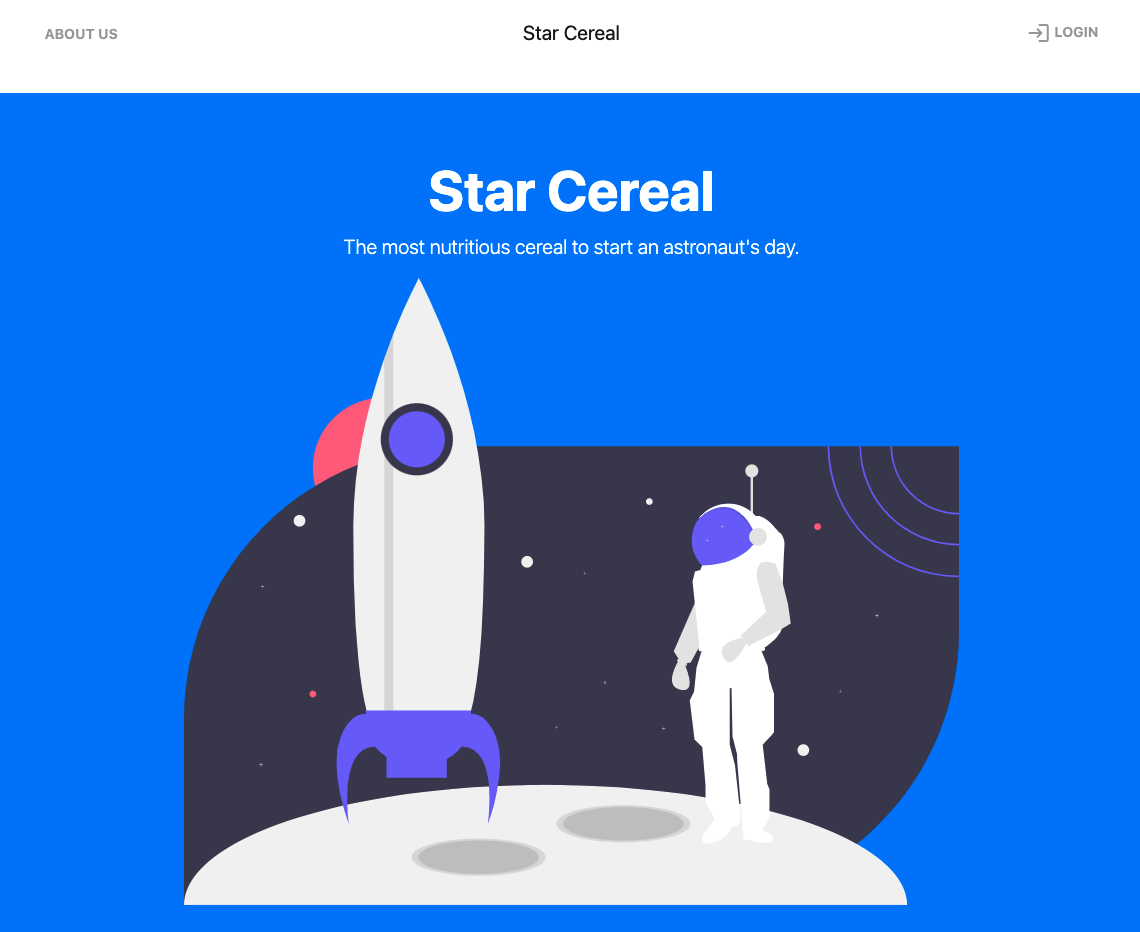 ABOUT US
Star Cereal
LOGIN
Star Cereal
The most nutritious cereal to start an astronaut's day.